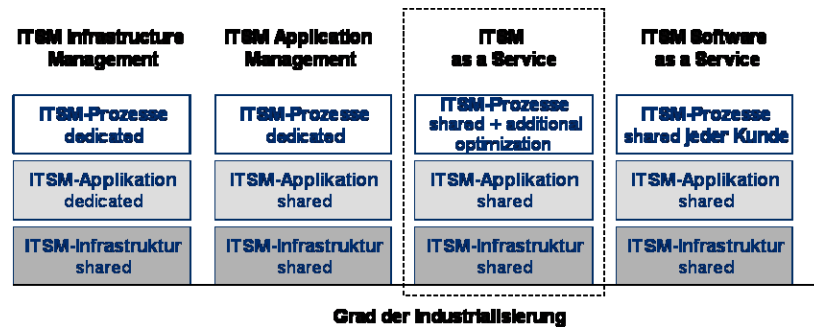 ITSM Infrastructure
Management
ITSM Application
Management
ITSM
as a Service
ITSM Software
as a Service
ITSM-Prozesse
dedicated
ITSM-Prozesse
dedicated
ITSM-Prozesse
shared + additional
optimization
ITSM-Prozesse
shared jeder Kunde
ITSM-Applikation
dedicated
ITSM-Applikation
shared
ITSM-Applikation
shared
ITSM-Applikation
shared
ITSM-Infrastruktur
shared
ITSM-Infrastruktur
shared
ITSM-Infrastruktur
shared
ITSM-Infrastruktur
shared
Grad der Industrialisierung